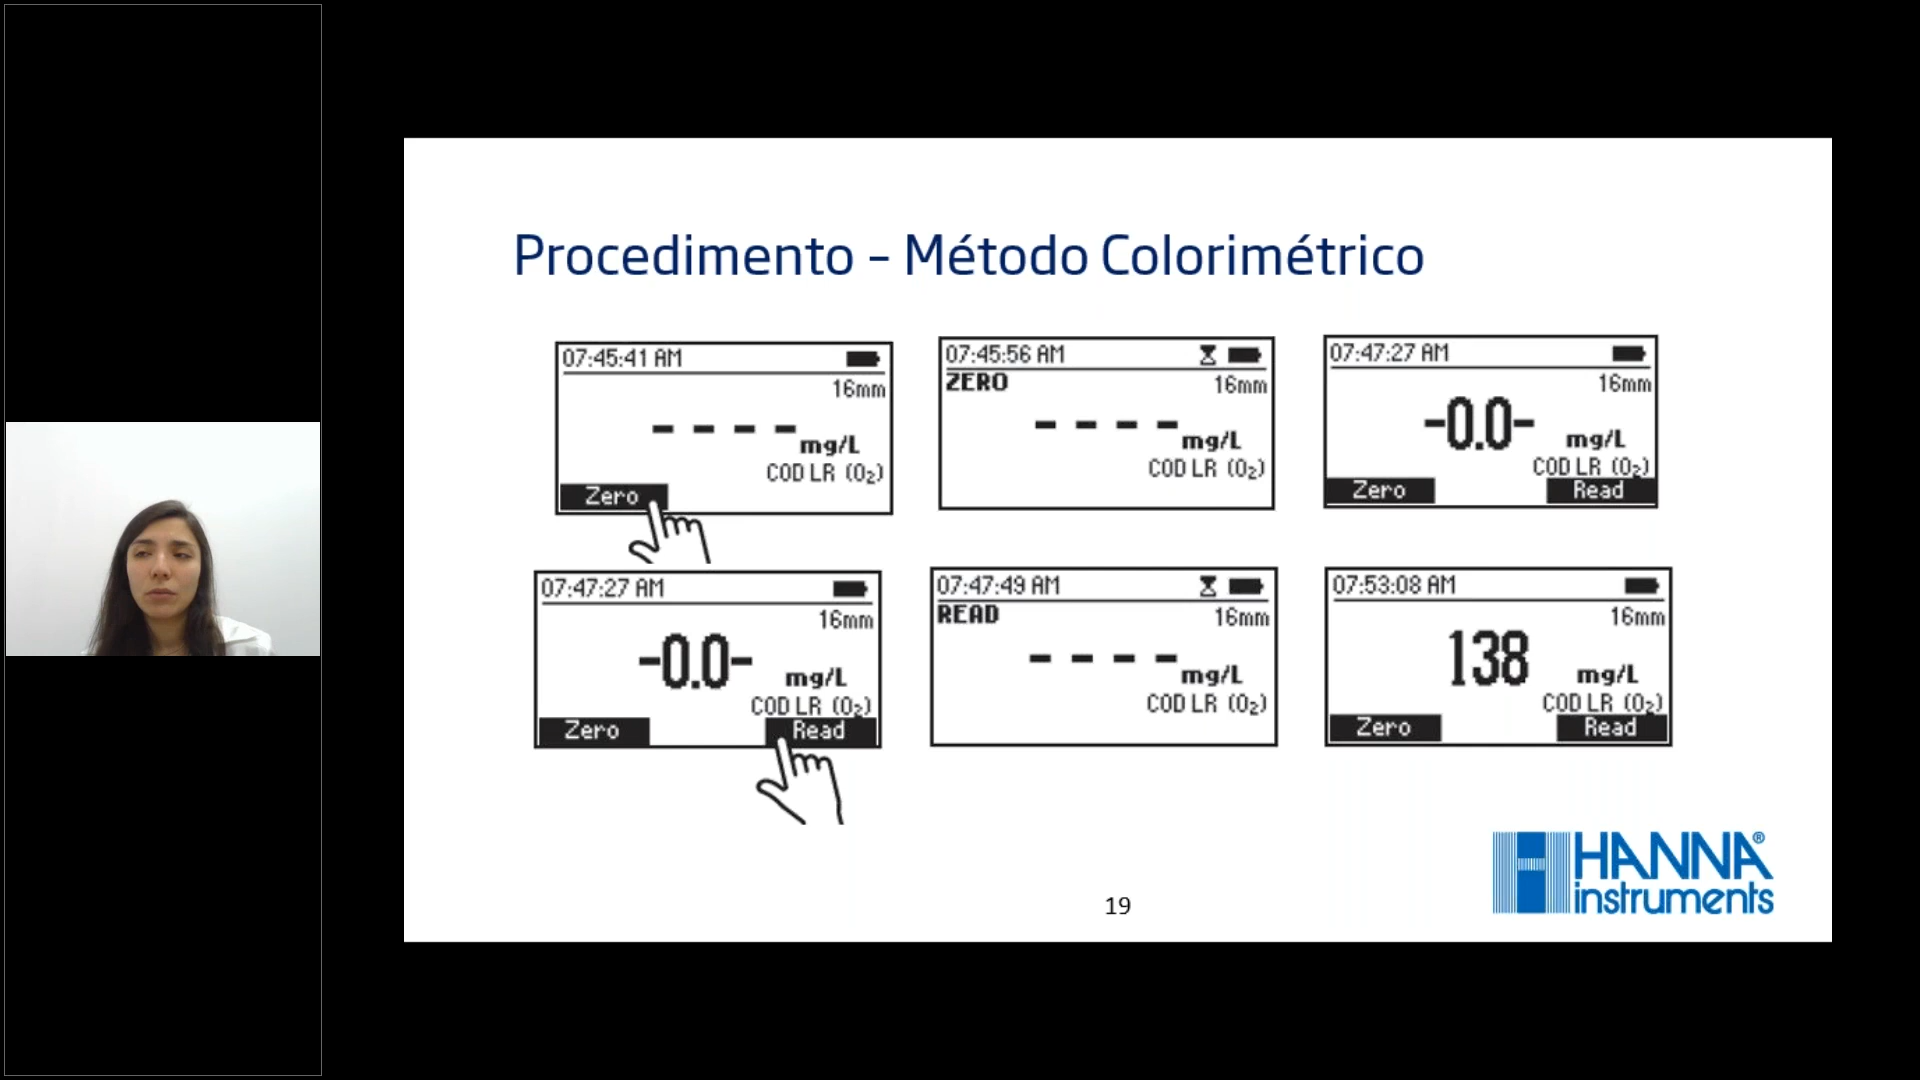 Procedimento – Método Colorimétrico
07:45:41 AM
16mm
- - - -
mg/L
COD LR (O₂)
Zero
07:45:56 AM
ZERO
16mm
- - - -
mg/L
COD LR (O₂)
07:47:27 AM
16mm
-0.0-
mg/L
COD LR (O₂)
Zero Read
07:47:27 AM
16mm
-0.0-
mg/L
COD LR (O₂)
Zero Read
07:47:49 AM
READ
16mm
- - - -
mg/L
COD LR (O₂)
07:53:08 AM
16mm
138
mg/L
COD LR (O₂)
Zero Read
HANNA®
instruments
19